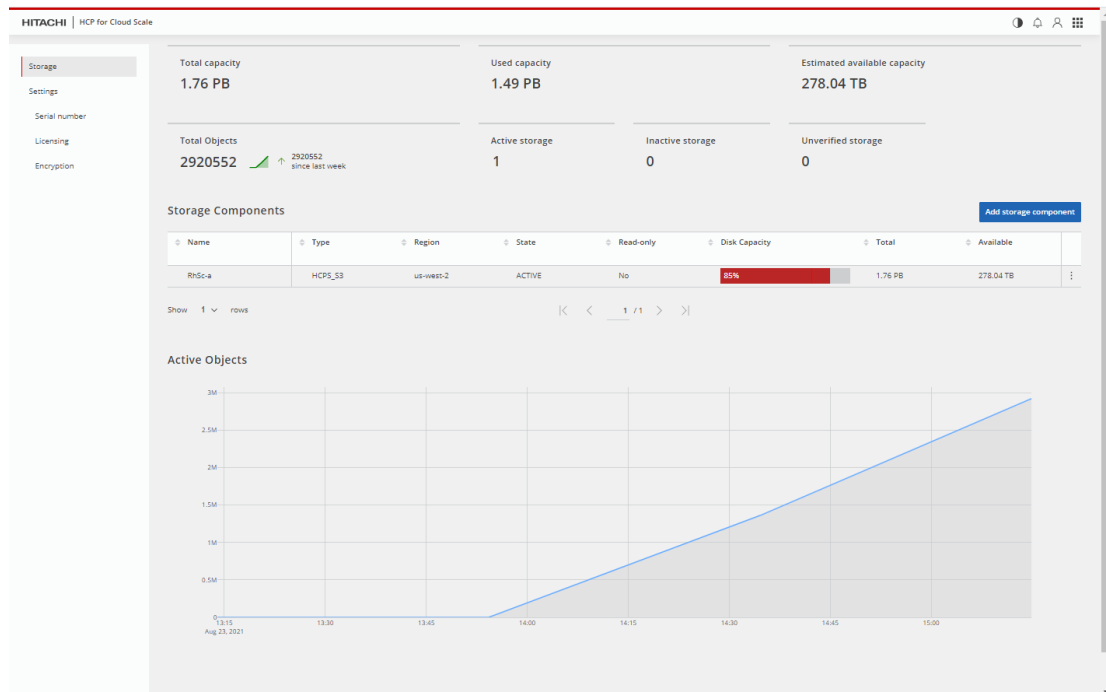 HITACHI HCP for Cloud Scale
Storage
Settings
Serial number
Licensing
Encryption
Total capacity
1.76 PB
Used capacity
1.49 PB
Estimated available capacity
278.04 TB
Total Objects
2920552
2920552
since last week
Active storage
1
Inactive storage
0
Unverified storage
0
Storage Components
Add storage component
Name Type Region State Read-only Disk Capacity Total Available
RhSc-a HCPS_S3 us-west-2 ACTIVE No 85% 1.76 PB 278.04 TB
Show 1 rows
1 / 1
Active Objects
3M
2.5M
2M
1.5M
1M
0.5M
0
13:15 13:30 13:45 14:00 14:15 14:30 14:45 15:00
Aug 23, 2021